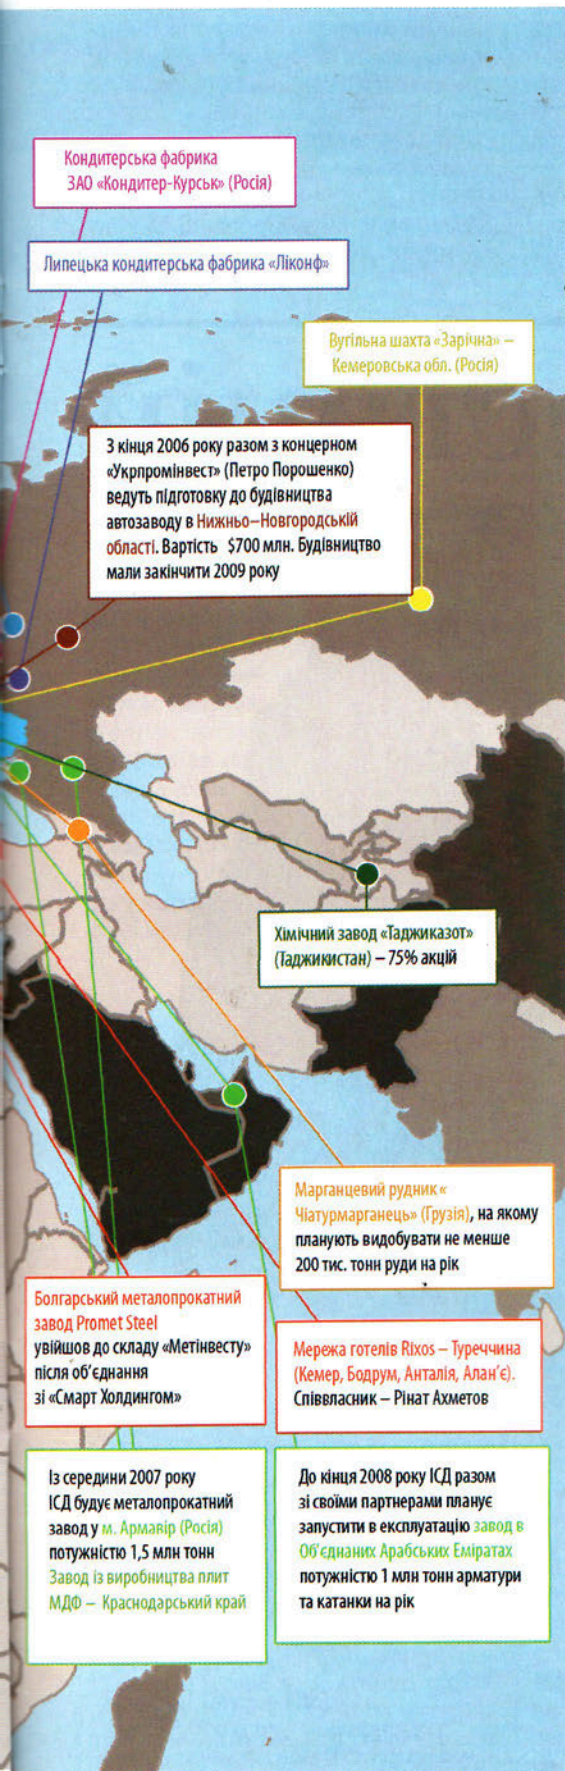 Кондитерська фабрика
ЗАО «Кондитер-Курськ» (Росія)
Липецька кондитерська фабрика «Ліконф»
Вугільна шахта «Зарічна» –
Кемеровська обл. (Росія)
З кінця 2006 року разом з концерном
«Укрпромінвест» (Петро Порошенко)
ведуть підготовку до будівництва
автозаводу в Нижньо–Новгородській
області. Вартість $700 млн. Будівництво
мали закінчити 2009 року
Хімічний завод «Таджиказот»
(Таджикистан) – 75% акцій
Марганцевий рудник «
Чіатурмарганець» (Грузія), на якому
планують видобувати не менше
200 тис. тонн руди на рік
Болгарський металопрокатний
завод Promet Steel
увійшов до складу «Метінвесту»
після об’єднання
зі «Смарт Холдингом»
Мережа готелів Rixos – Туреччина
(Кемер, Бодрум, Анталія, Алан’є).
Співвласник – Рінат Ахметов
Із середини 2007 року
ІСД будує металопрокатний
завод у м. Армавір (Росія)
потужністю 1,5 млн тонн
Завод із виробництва плит
МДФ – Краснодарський край
До кінця 2008 року ІСД разом
зі своїми партнерами планує
запустити в експлуатацію завод в
Об’єднаних Арабських Еміратах
потужністю 1 млн тонн арматури
та катанки на рік